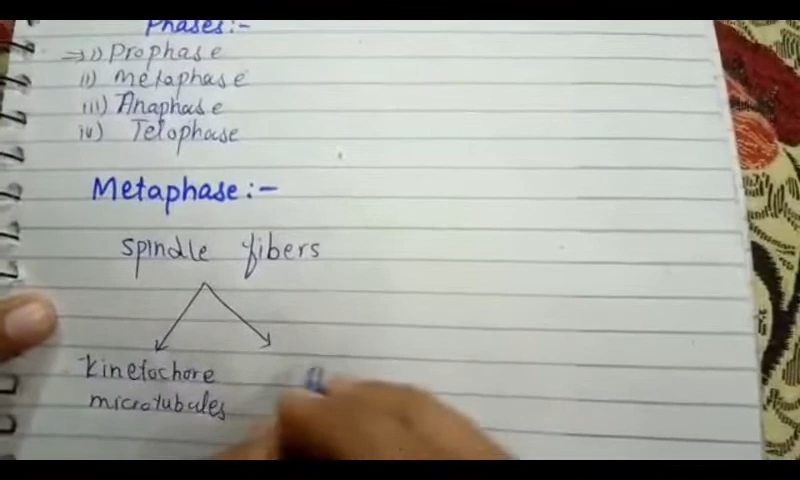 Phases:-
⇒ i) Prophase
ii) Metaphase
iii) Anaphase
iv) Telophase
Metaphase:-
spindle fibers
kinetochore
microtubules